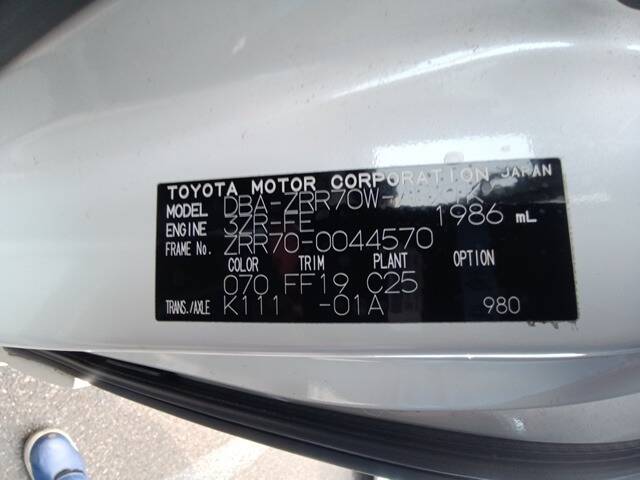 TOYOTA MOTOR CORPORATION JAPAN
MODEL DBA-ZRR70W-
ENGINE 3ZR-FE 1986 mL
FRAME No. ZRR70-0044570
COLOR TRIM PLANT OPTION
070 FF19 C25
TRANS./AXLE K111 -01A 980